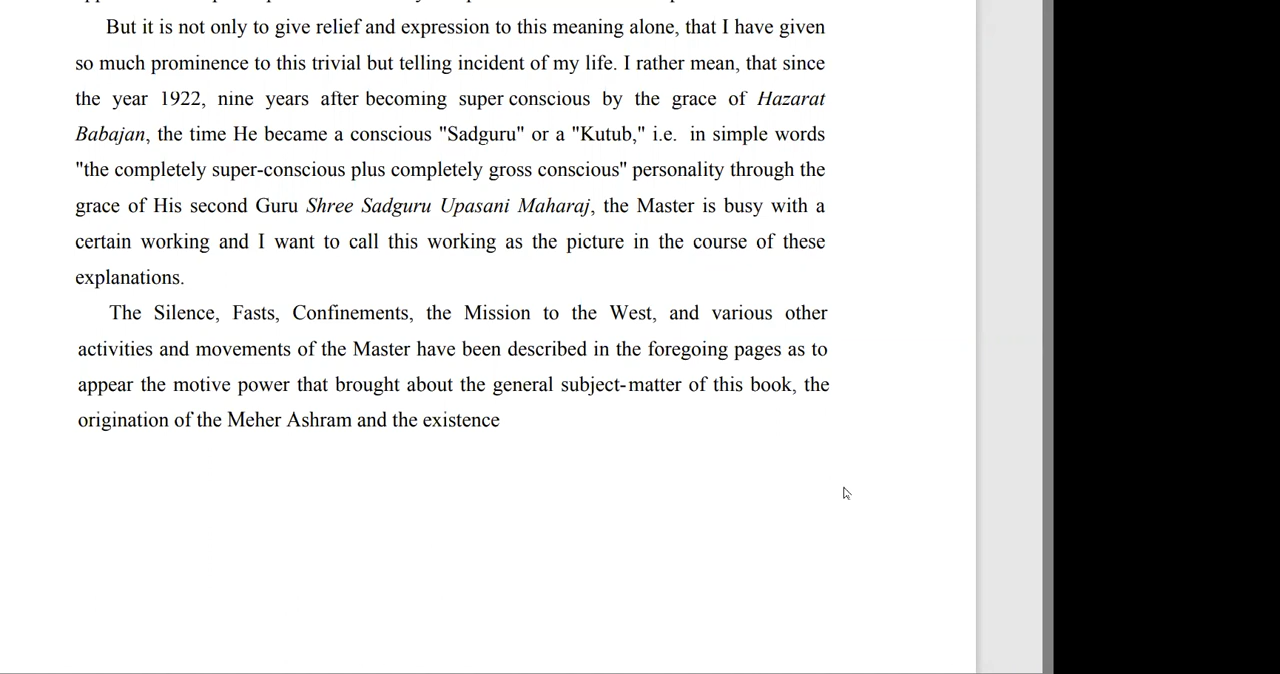 But it is not only to give relief and expression to this meaning alone, that I have given
so much prominence to this trivial but telling incident of my life. I rather mean, that since
the year 1922, nine years after becoming super conscious by the grace of Hazarat
Babajan, the time He became a conscious "Sadguru" or a "Kutub," i.e. in simple words
"the completely super-conscious plus completely gross conscious" personality through the
grace of His second Guru Shree Sadguru Upasani Maharaj, the Master is busy with a
certain working and I want to call this working as the picture in the course of these
explanations.
The Silence, Fasts, Confinements, the Mission to the West, and various other
activities and movements of the Master have been described in the foregoing pages as to
appear the motive power that brought about the general subject-matter of this book, the
origination of the Meher Ashram and the existence